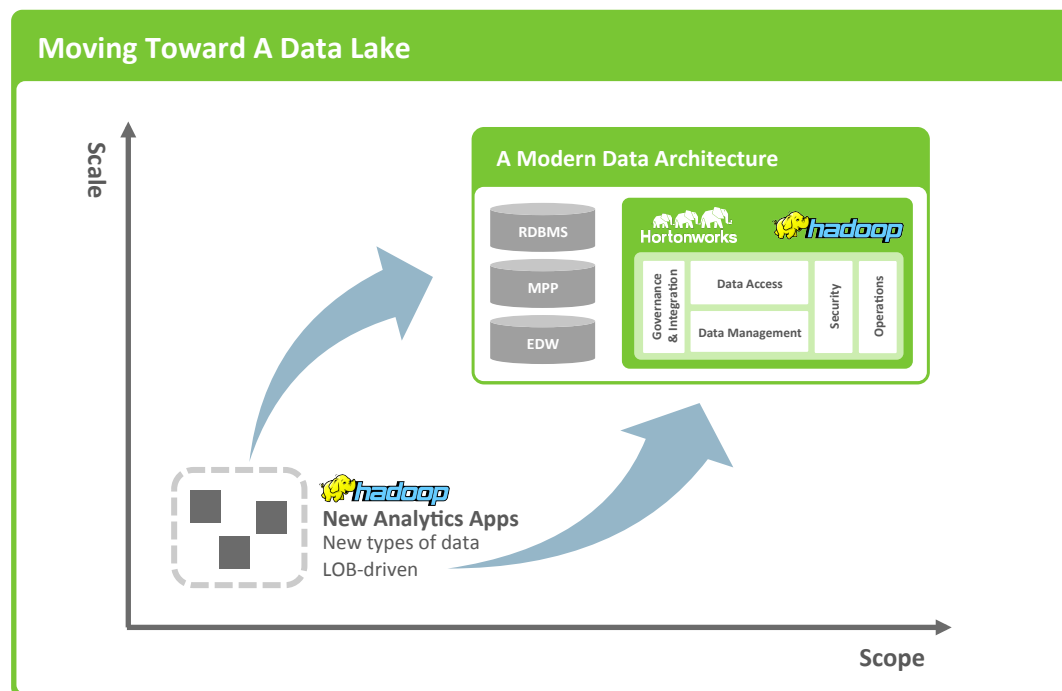 Moving Toward A Data Lake
Scale
A Modern Data Architecture
RDBMS
MPP
EDW
Hortonworks
hadoop
Governance
& Integration
Data Access
Data Management
Security
Operations
hadoop
New Analytics Apps
New types of data
LOB-driven
Scope